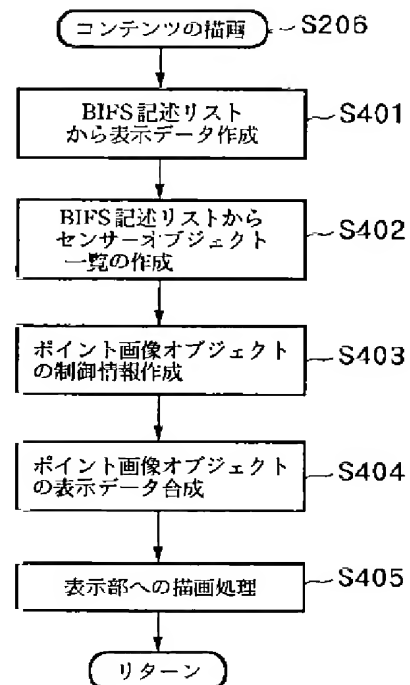 コンテンツの描画
S206
BIFS記述リスト
から表示データ作成
S401
BIFS記述リストから
センサーオブジェクト
一覧の作成
S402
ポイント画像オブジェクト
の制御情報作成
S403
ポイント画像オブジェクト
の表示データ合成
S404
表示部への描画処理
S405
リターン